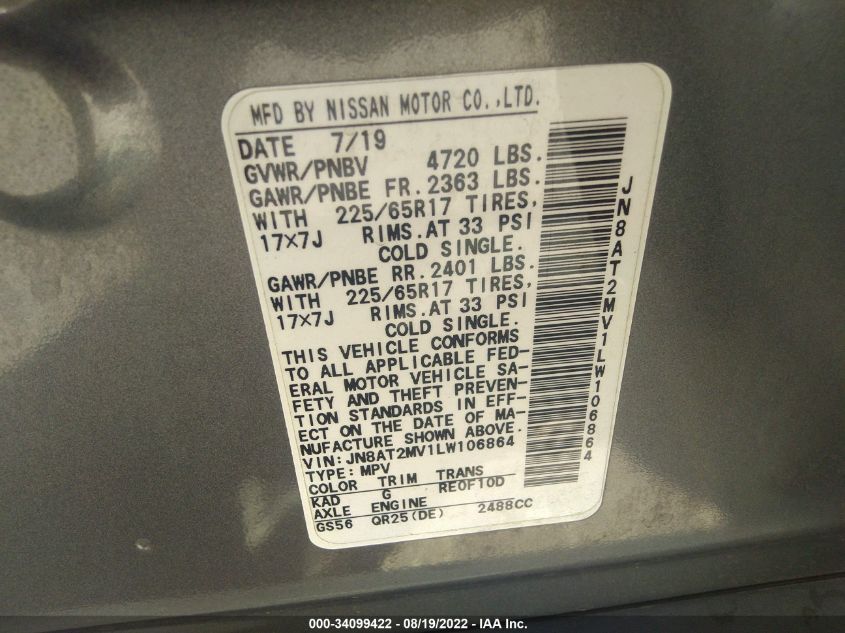 MFD BY NISSAN MOTOR CO.,LTD.
DATE 7/19
GVWR/PNBV 4720 LBS.
GAWR/PNBE FR. 2363 LBS.
WITH 225/65R17 TIRES,
17×7J RIMS.AT 33 PSI
COLD SINGLE.
GAWR/PNBE RR. 2401 LBS.
WITH 225/65R17 TIRES,
17×7J RIMS.AT 33 PSI
COLD SINGLE.
THIS VEHICLE CONFORMS
TO ALL APPLICABLE FED-
ERAL MOTOR VEHICLE SA-
FETY AND THEFT PREVEN-
TION STANDARDS IN EFF-
ECT ON THE DATE OF MA-
NUFACTURE SHOWN ABOVE.
VIN:JN8AT2MV1LW106864
TYPE:MPV
COLOR TRIM TRANS
KAD G RE0F10D
AXLE ENGINE
GS56 QR25(DE) 2488CC
JN8AT2MV1LW106864
000-34099422 - 08/19/2022 - IAA Inc.